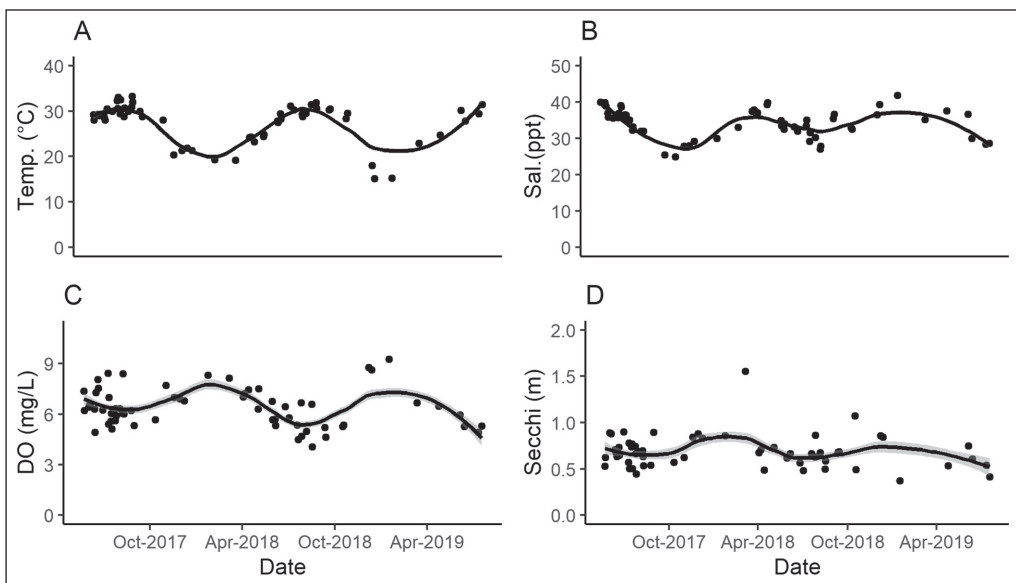 A
Temp. (°C)
40
30
20
10
0
B
Sal.(ppt)
50
40
30
20
10
0
C
DO (mg/L)
9
6
3
0
Oct-2017 Apr-2018 Oct-2018 Apr-2019
Date
D
Secchi (m)
2.0
1.5
1.0
0.5
0.0
Oct-2017 Apr-2018 Oct-2018 Apr-2019
Date